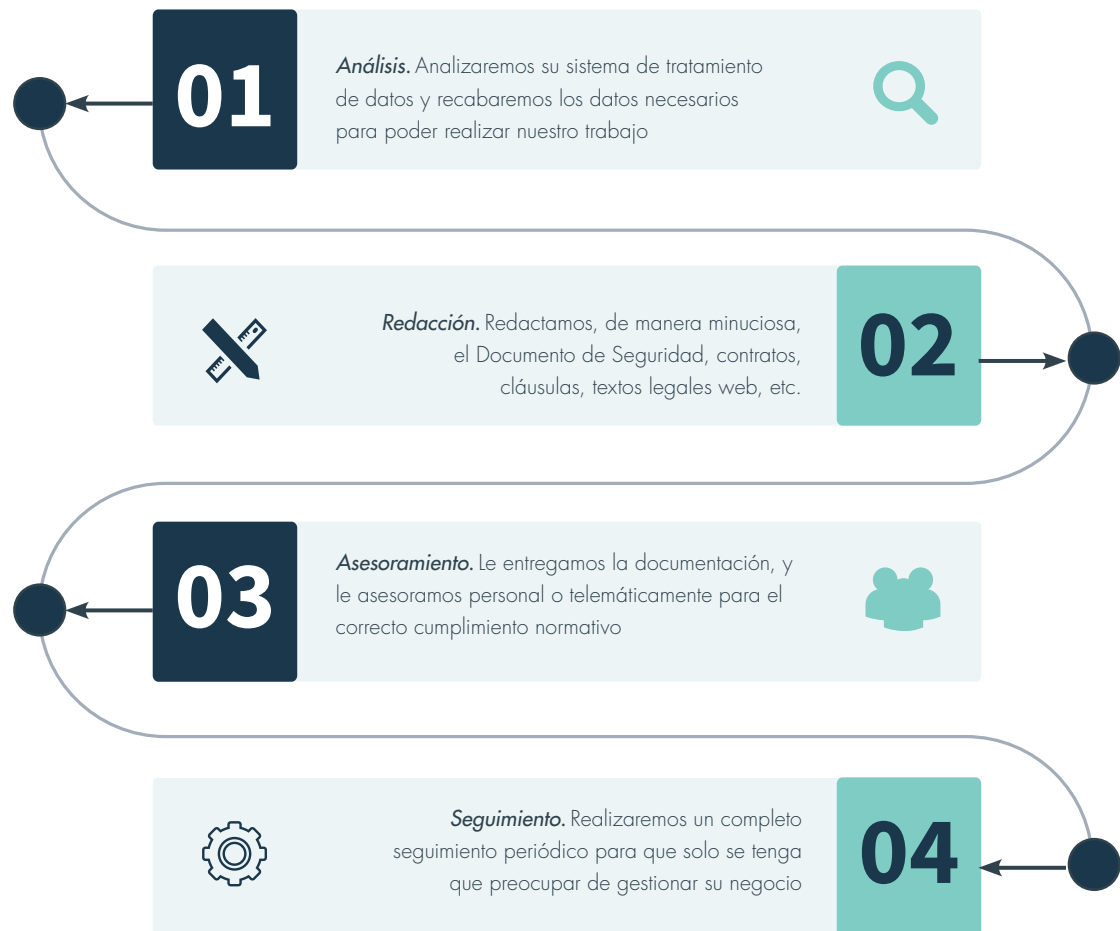 01
Análisis. Analizaremos su sistema de tratamiento
de datos y recabaremos los datos necesarios
para poder realizar nuestro trabajo
Redacción. Redactamos, de manera minuciosa,
el Documento de Seguridad, contratos,
cláusulas, textos legales web, etc.
02
03
Asesoramiento. Le entregamos la documentación, y
le asesoramos personal o telemáticamente para el
correcto cumplimiento normativo
Seguimiento. Realizaremos un completo
seguimiento periódico para que solo se tenga
que preocupar de gestionar su negocio
04